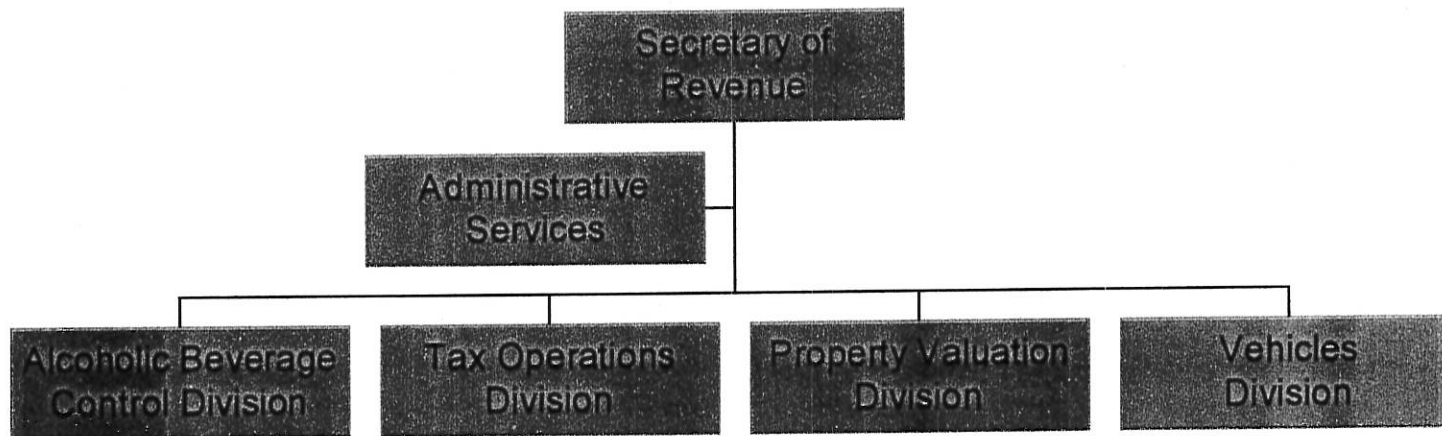 Secretary of
Revenue
Administrative
Services
Alcoholic Beverage
Control Division
Tax Operations
Division
Property Valuation
Division
Vehicles
Division